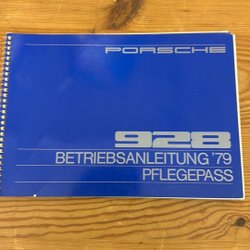 PORSCHE
928
BETRIEBSANLEITUNG '79
PFLEGEPASS